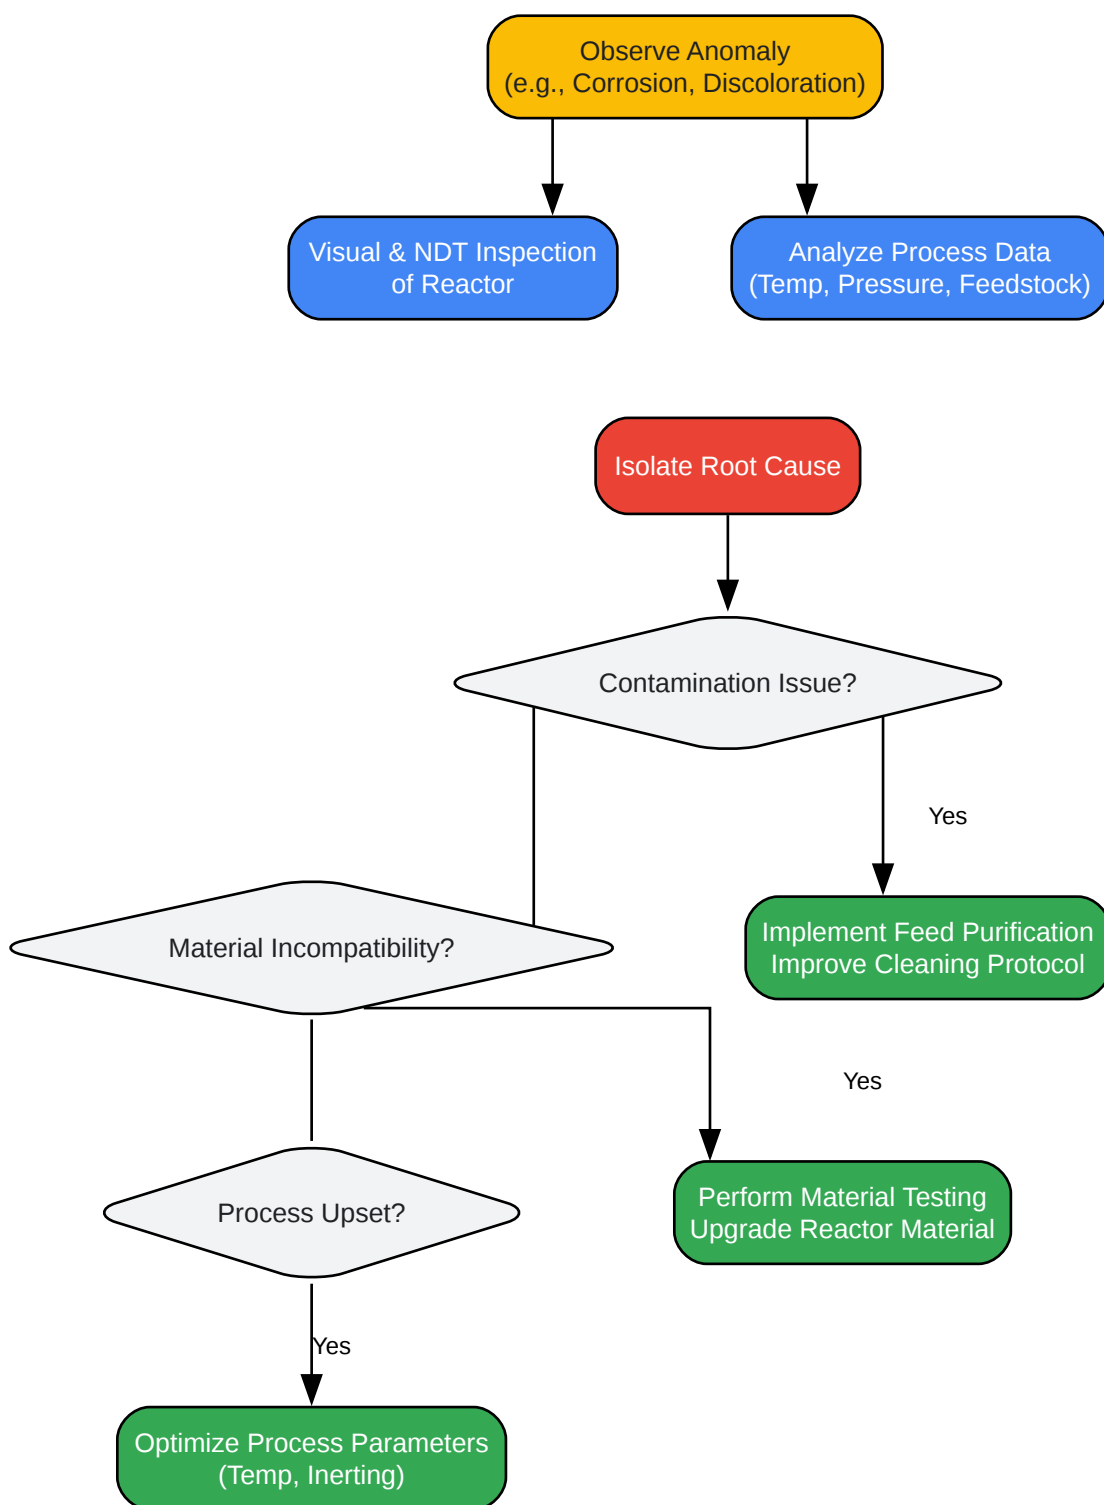 Observe Anomaly
(e.g., Corrosion, Discoloration)
Visual & NDT Inspection
of Reactor
Analyze Process Data
(Temp, Pressure, Feedstock)
Isolate Root Cause
Contamination Issue?
Yes
Implement Feed Purification
Improve Cleaning Protocol
Material Incompatibility?
Yes
Perform Material Testing
Upgrade Reactor Material
Process Upset?
Yes
Optimize Process Parameters
(Temp, Inerting)